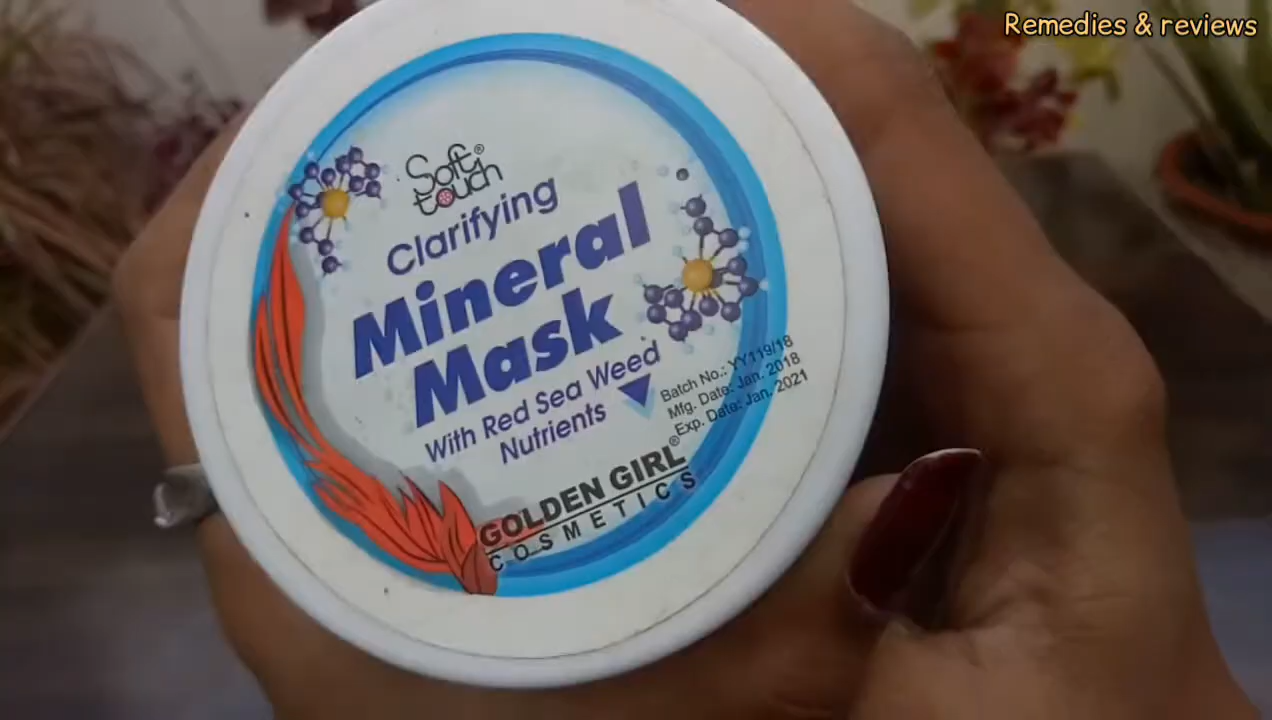 Remedies & reviews
Soft®
touch
Clarifying
Mineral
Mask
With Red Sea Weed
Nutrients
Batch No.: YY119/18
Mfg. Date: Jan. 2018
Exp. Date: Jan. 2021
GOLDEN GIRL®
COSMETICS